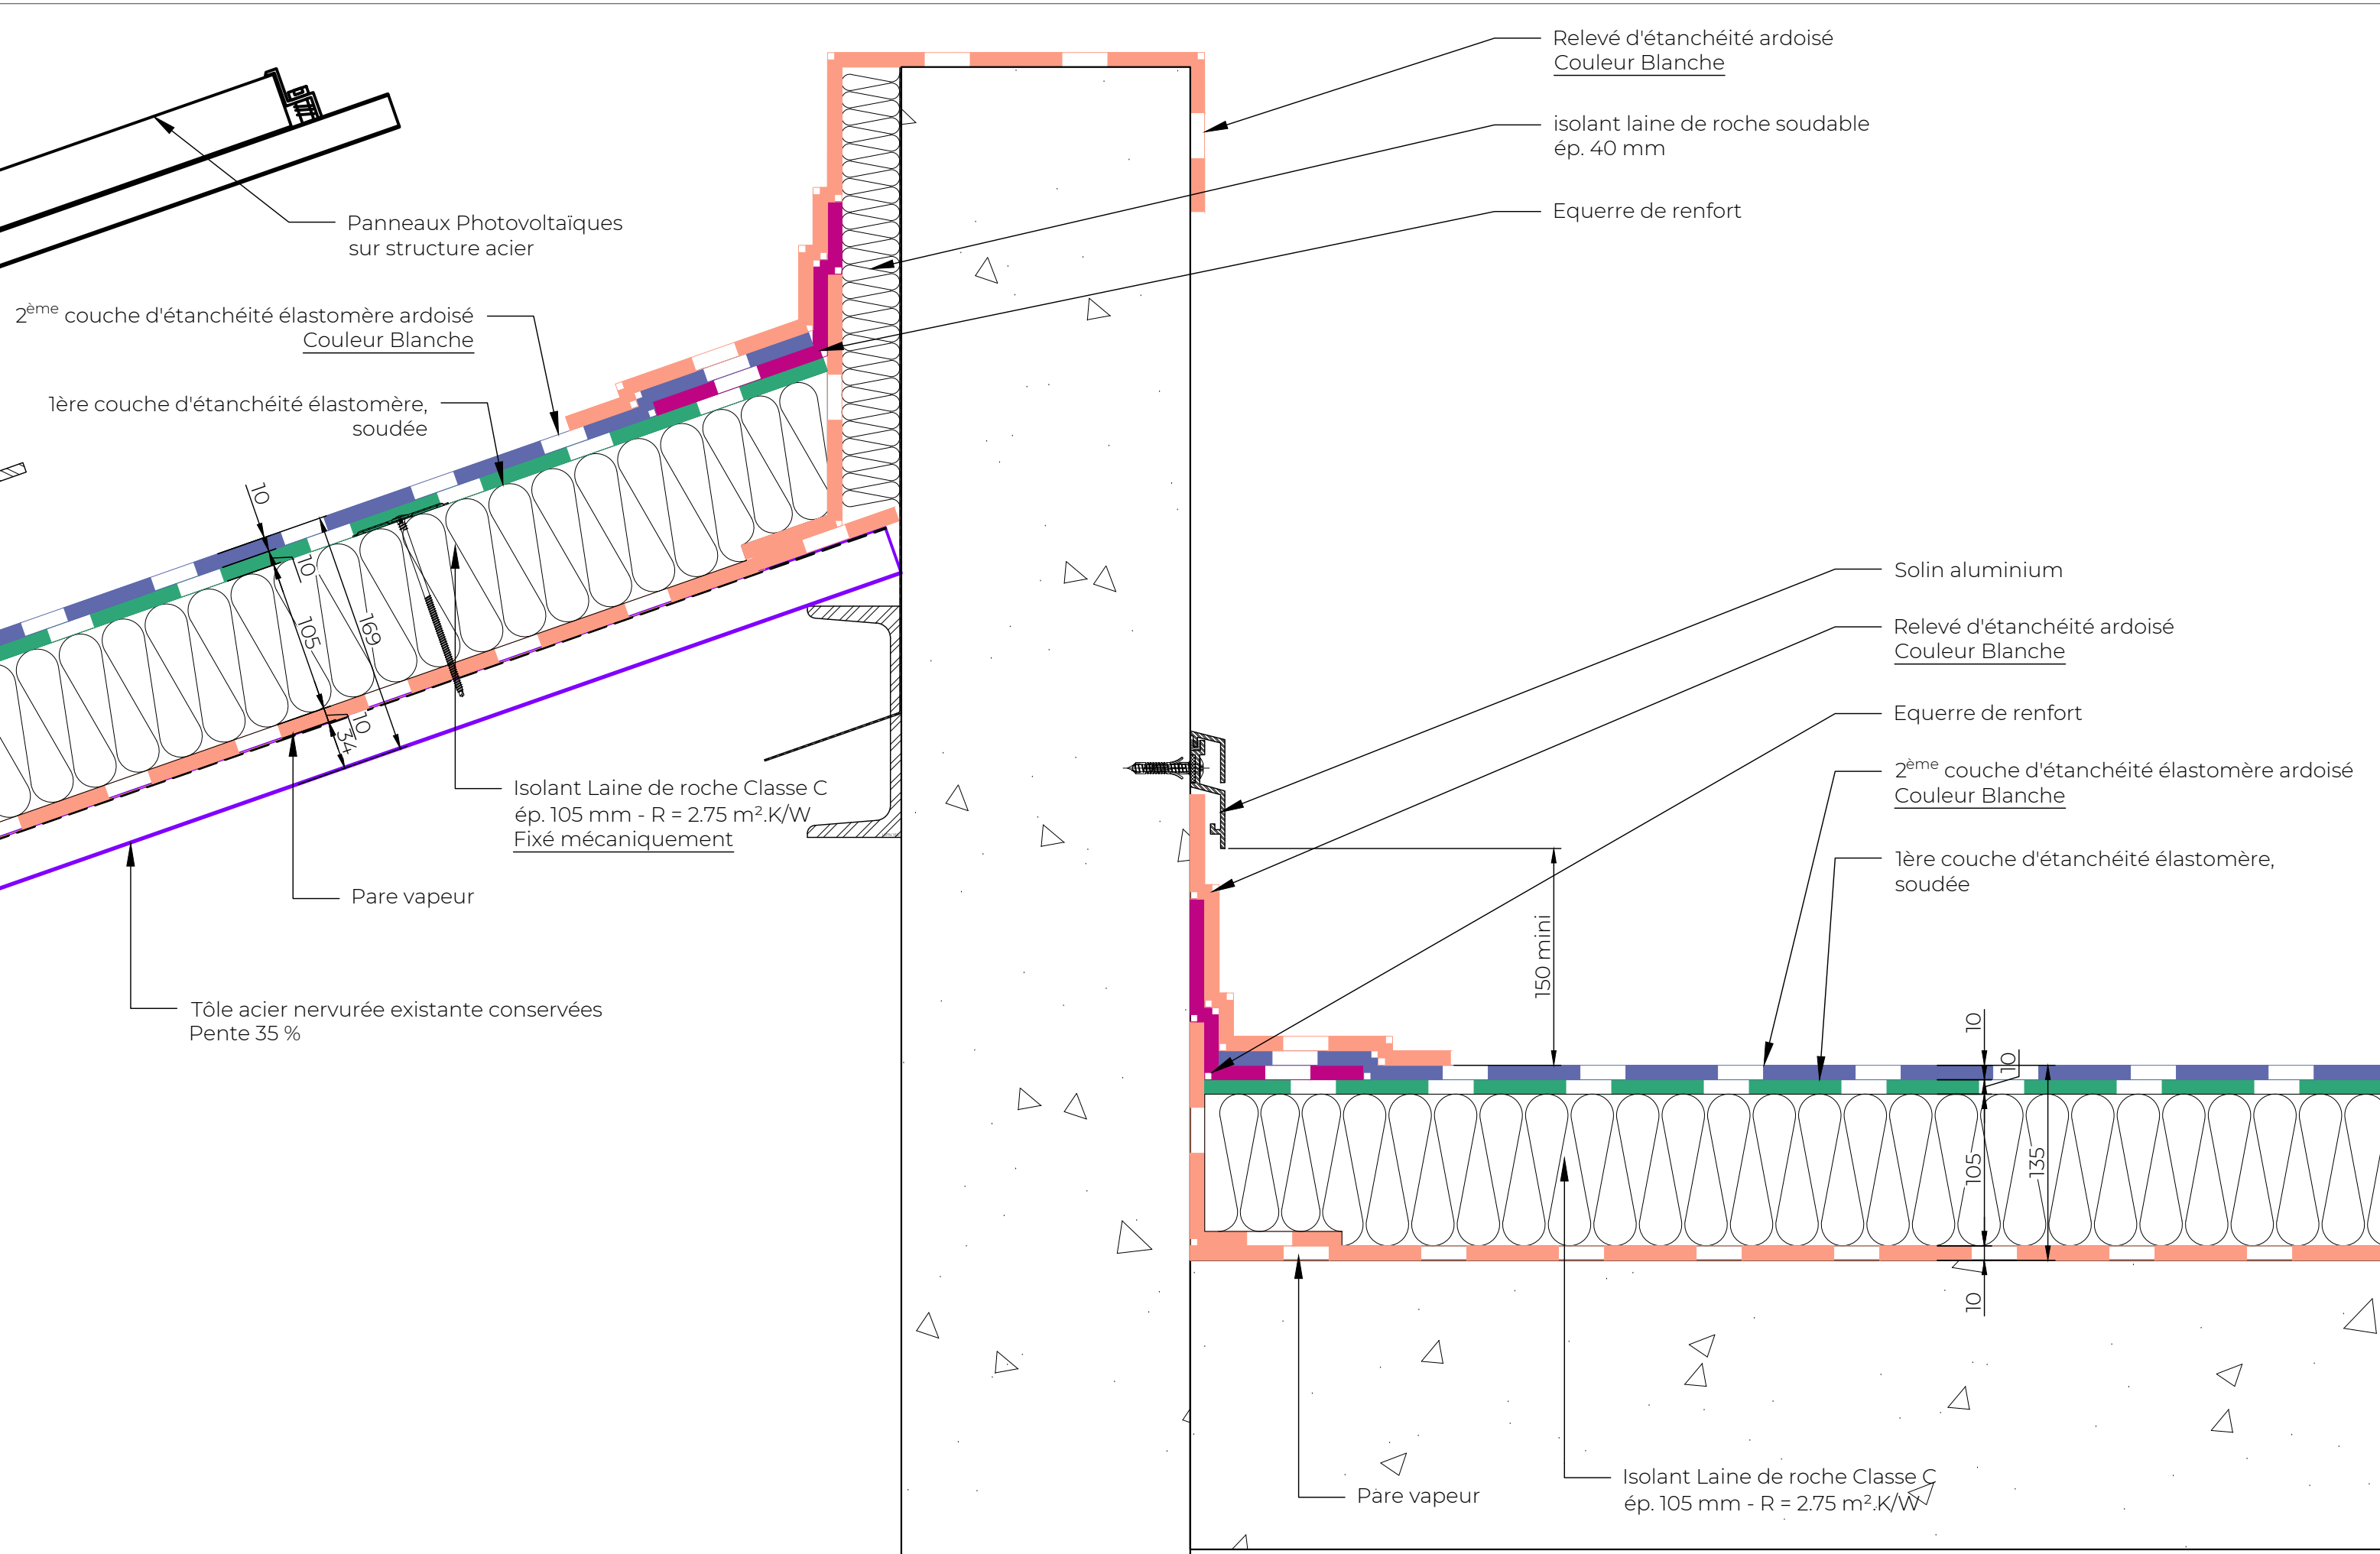 Relevé d'étanchéité ardoisé
Couleur Blanche
isolant laine de roche soudable
ép. 40 mm
Equerre de renfort
Panneaux Photovoltaïques
sur structure acier
2ème couche d'étanchéité élastomère ardoisé
Couleur Blanche
1ère couche d'étanchéité élastomère,
soudée
10
10
105
169
10
34
Isolant Laine de roche Classe C
ép. 105 mm - R = 2.75 m².K/W
Fixé mécaniquement
Pare vapeur
Tôle acier nervurée existante conservées
Pente 35 %
Solin aluminium
Relevé d'étanchéité ardoisé
Couleur Blanche
Equerre de renfort
2ème couche d'étanchéité élastomère ardoisé
Couleur Blanche
1ère couche d'étanchéité élastomère,
soudée
150 mini
10
10
105
135
10
Isolant Laine de roche Classe C
ép. 105 mm - R = 2.75 m².K/W
Pare vapeur